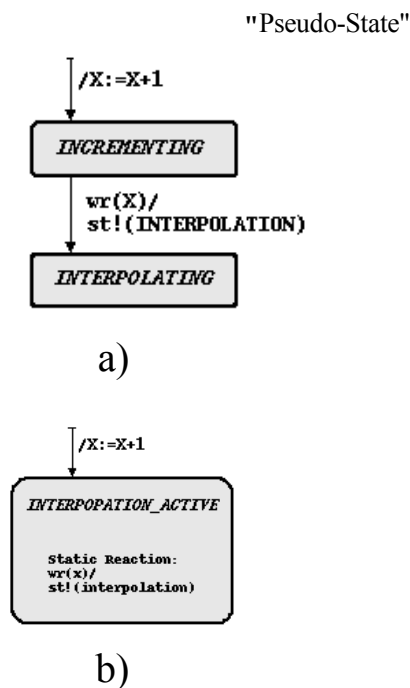 "Pseudo-State"
/X:=X+1
INCREMENTING
wr(X)/
st!(INTERPOLATION)
INTERPOLATING
a)
/X:=X+1
INTERPOPATION_ACTIVE
Static Reaction:
wr(x)/
st!(interpolation)
b)